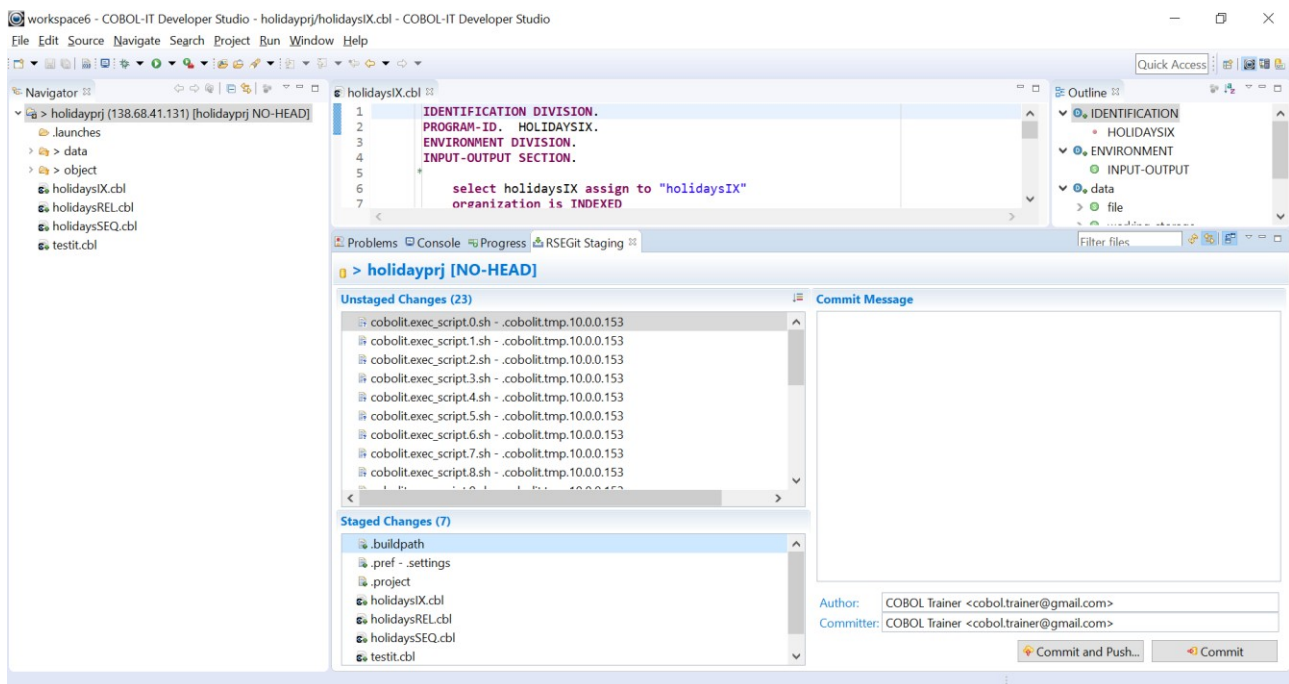 workspace6 - COBOL-IT Developer Studio - holidayprj/holidaysIX.cbl - COBOL-IT Developer Studio
File Edit Source Navigate Search Project Run Window Help
Quick Access
Navigator
> holidayprj (138.68.41.131) [holidayprj NO-HEAD]
.launches
> data
> object
holidaysIX.cbl
holidaysREL.cbl
holidaysSEQ.cbl
testit.cbl
holidaysIX.cbl
1 IDENTIFICATION DIVISION.
2 PROGRAM-ID. HOLIDAYSIX.
3 ENVIRONMENT DIVISION.
4 INPUT-OUTPUT SECTION.
5 *
6 select holidaysIX assign to "holidaysIX"
7 organization is INDEXED
Outline
IDENTIFICATION
HOLIDAYSIX
ENVIRONMENT
INPUT-OUTPUT
data
file
working-storage
Problems Console Progress RSEGit Staging
Filter files
> holidayprj [NO-HEAD]
Unstaged Changes (23)
cobolit.exec_script.0.sh - .cobolit.tmp.10.0.0.153
cobolit.exec_script.1.sh - .cobolit.tmp.10.0.0.153
cobolit.exec_script.2.sh - .cobolit.tmp.10.0.0.153
cobolit.exec_script.3.sh - .cobolit.tmp.10.0.0.153
cobolit.exec_script.4.sh - .cobolit.tmp.10.0.0.153
cobolit.exec_script.5.sh - .cobolit.tmp.10.0.0.153
cobolit.exec_script.6.sh - .cobolit.tmp.10.0.0.153
cobolit.exec_script.7.sh - .cobolit.tmp.10.0.0.153
cobolit.exec_script.8.sh - .cobolit.tmp.10.0.0.153
Staged Changes (7)
.buildpath
.pref - .settings
.project
holidaysIX.cbl
holidaysREL.cbl
holidaysSEQ.cbl
testit.cbl
Commit Message
Author: COBOL Trainer <cobol.trainer@gmail.com>
Committer: COBOL Trainer <cobol.trainer@gmail.com>
Commit and Push... Commit